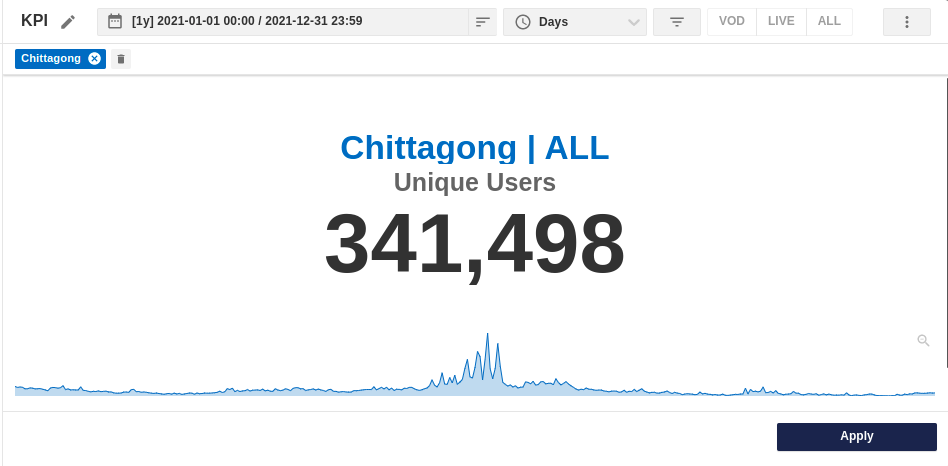 KPI [1y] 2021-01-01 00:00 / 2021-12-31 23:59 Days VOD LIVE ALL
Chittagong
Chittagong | ALL
Unique Users
341,498
Apply